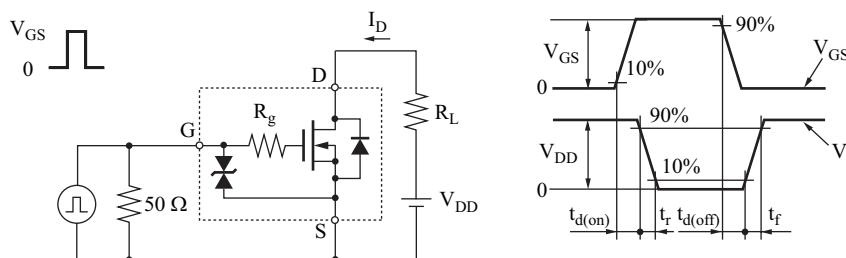 V_GS
0
I_D
D
G
R_g
R_L
50 Ω
V_DD
S
V_GS
0
10%
90%
V_GS
90%
V_DD
10%
0
V
t_d(on)
t_r
t_d(off)
t_f